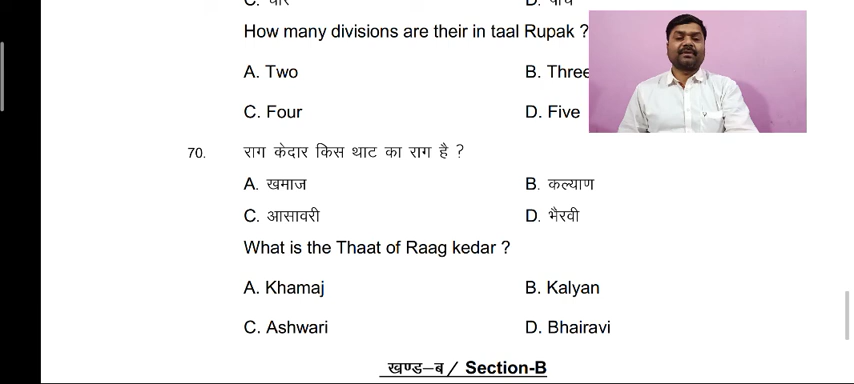 C. चार D. पांच
How many divisions are their in taal Rupak ?
A. Two B. Three
C. Four D. Five
70. राग केदार किस थाट का राग है ?
A. खमाज B. कल्याण
C. आसावरी D. भैरवी
What is the Thaat of Raag kedar ?
A. Khamaj B. Kalyan
C. Ashwari D. Bhairavi
खण्ड–ब / Section-B